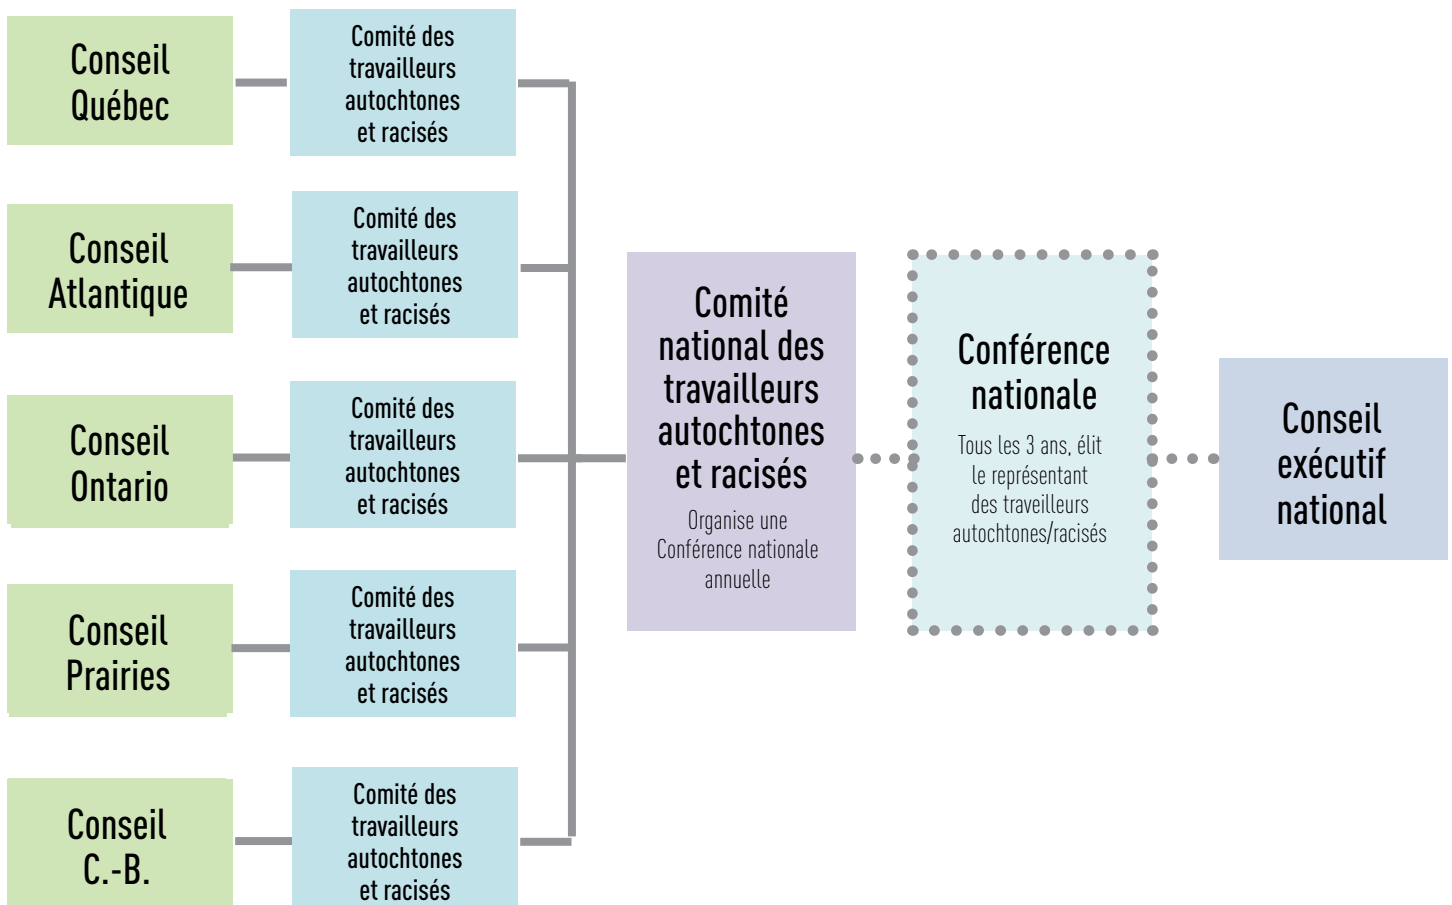 Conseil
Québec
Comité des
travailleurs
autochtones
et racisés
Conseil
Atlantique
Comité des
travailleurs
autochtones
et racisés
Conseil
Ontario
Comité des
travailleurs
autochtones
et racisés
Conseil
Prairies
Comité des
travailleurs
autochtones
et racisés
Conseil
C.-B.
Comité des
travailleurs
autochtones
et racisés
Comité
national des
travailleurs
autochtones
et racisés
Organise une
Conférence nationale
annuelle
Conférence
nationale
Tous les 3 ans, élit
le représentant
des traveilleurs
autochtones/racisés
Conseil
exécutif
national